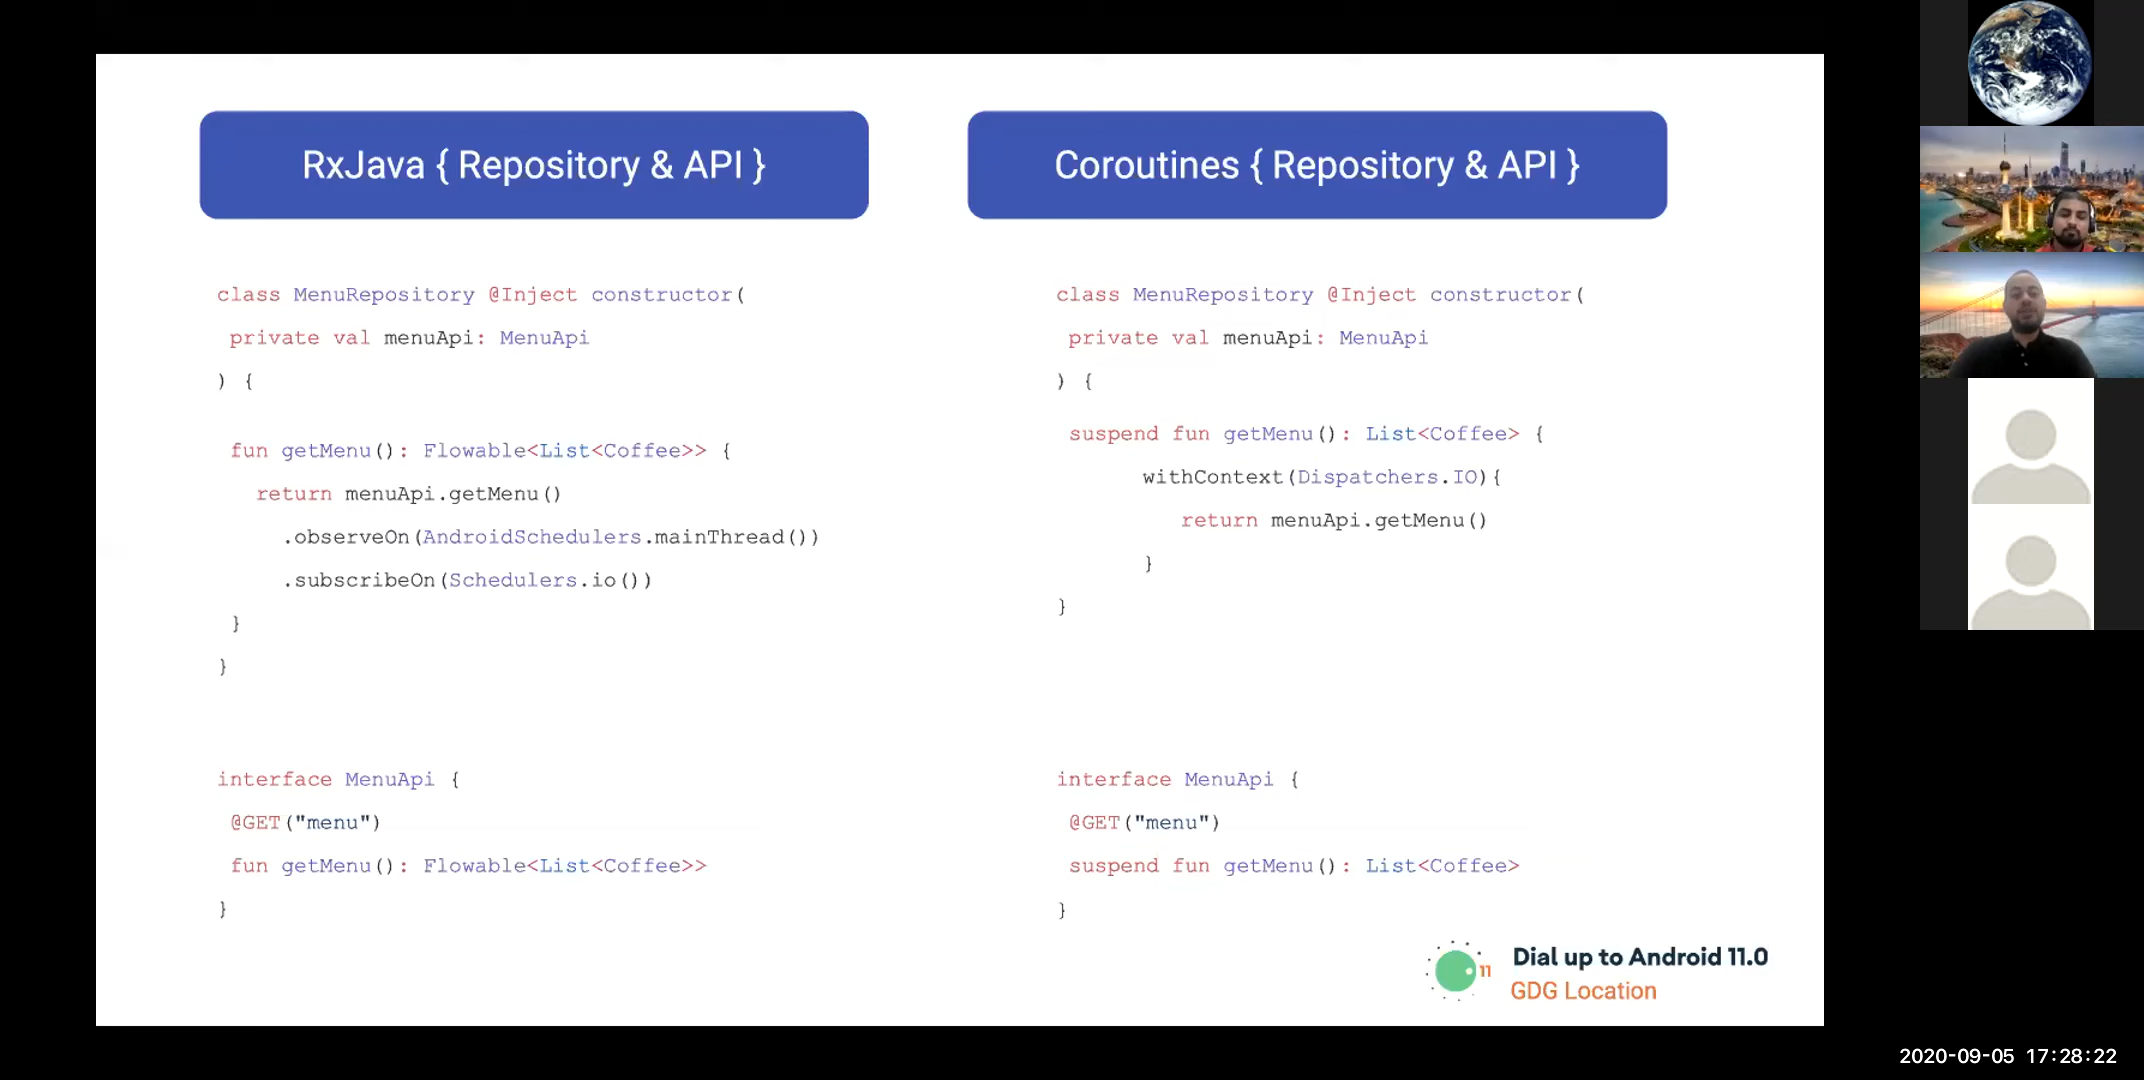 RxJava { Repository & API }
class MenuRepository @Inject constructor(
private val menuApi: MenuApi
) {
fun getMenu(): Flowable<List<Coffee>> {
return menuApi.getMenu()
.observeOn(AndroidSchedulers.mainThread())
.subscribeOn(Schedulers.io())
}
}
interface MenuApi {
@GET("menu")
fun getMenu(): Flowable<List<Coffee>>
}
Coroutines { Repository & API }
class MenuRepository @Inject constructor(
private val menuApi: MenuApi
) {
suspend fun getMenu(): List<Coffee> {
withContext(Dispatchers.IO){
return menuApi.getMenu()
}
}
interface MenuApi {
@GET("menu")
suspend fun getMenu(): List<Coffee>
}
11
Dial up to Android 11.0
GDG Location
2020-09-05 17:28:22